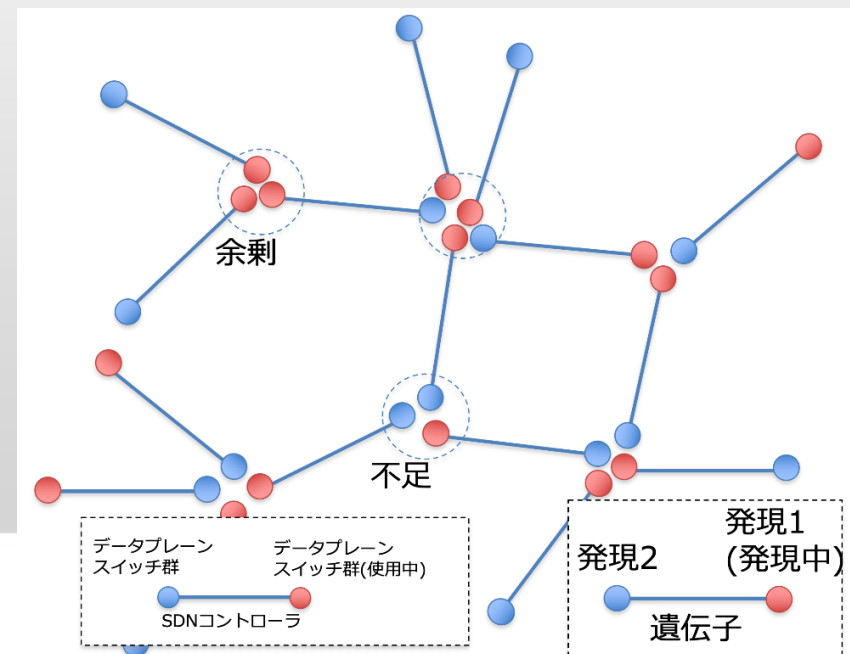 余剰
不足
データプレーン
スイッチ群
データプレーン
スイッチ群(使用中)
SDNコントローラ
発現2
発現1
(発現中)
遺伝子